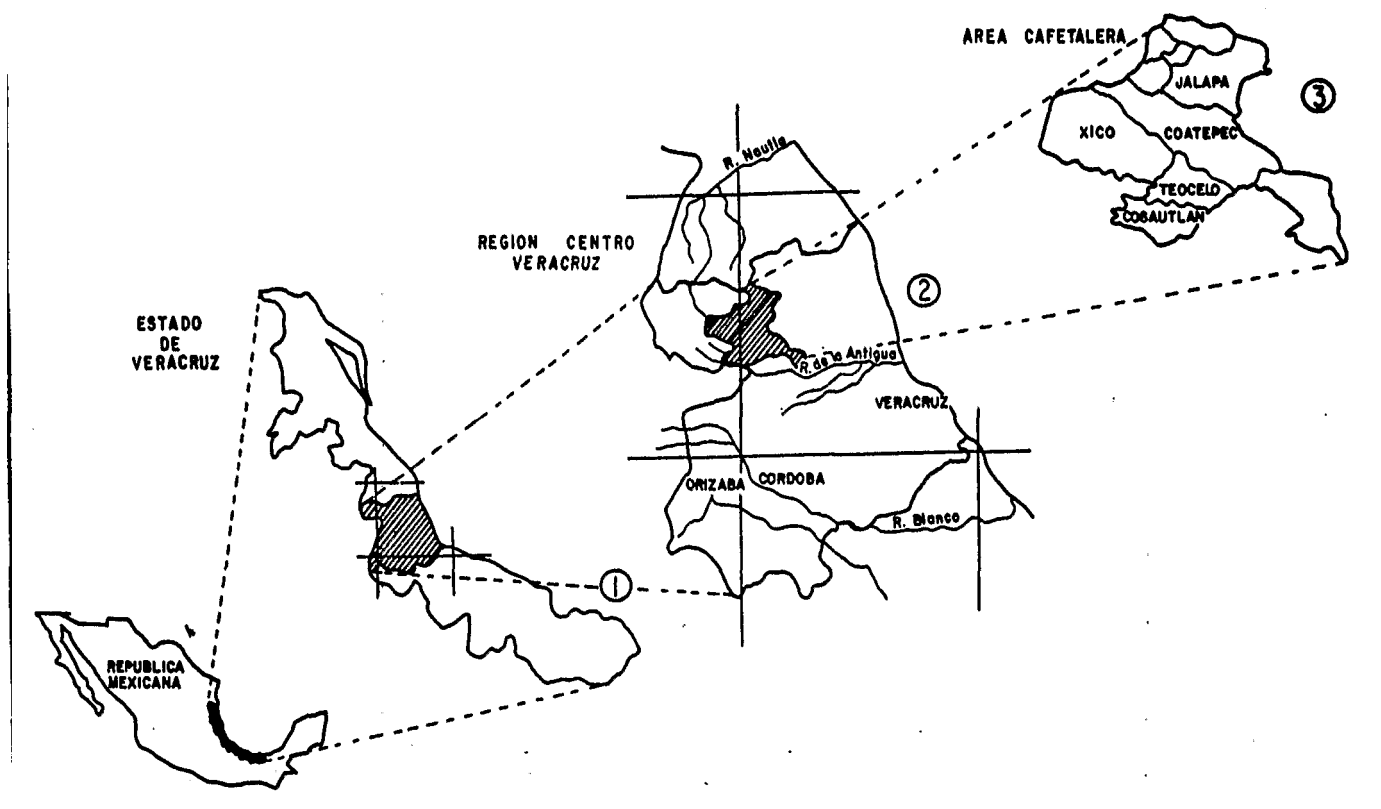 AREA CAFETALERA
JALAPA
3
XICO
COATEPEC
TEOCELO
COSAUTLAN
R. Nautla
REGION CENTRO
VERACRUZ
2
R. de la Antigua
VERACRUZ
ORIZABA
CORDOBA
R. Blanco
ESTADO
DE
VERACRUZ
1
REPUBLICA
MEXICANA